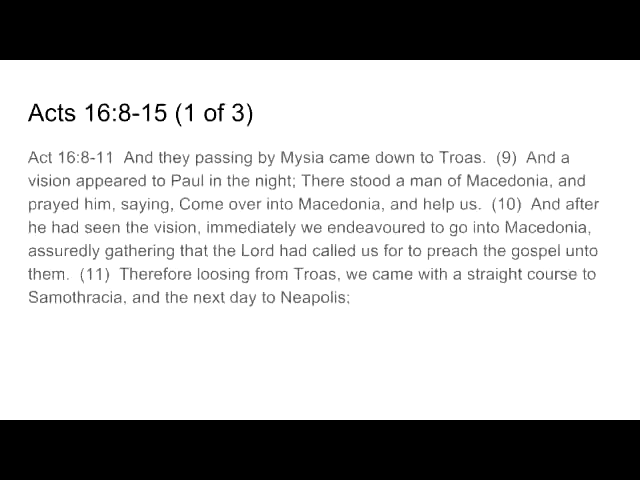 Acts 16:8-15 (1 of 3)
Act 16:8-11  And they passing by Mysia came down to Troas.  (9)  And a
vision appeared to Paul in the night; There stood a man of Macedonia, and
prayed him, saying, Come over into Macedonia, and help us.  (10)  And after
he had seen the vision, immediately we endeavoured to go into Macedonia,
assuredly gathering that the Lord had called us for to preach the gospel unto
them.  (11)  Therefore loosing from Troas, we came with a straight course to
Samothracia, and the next day to Neapolis;